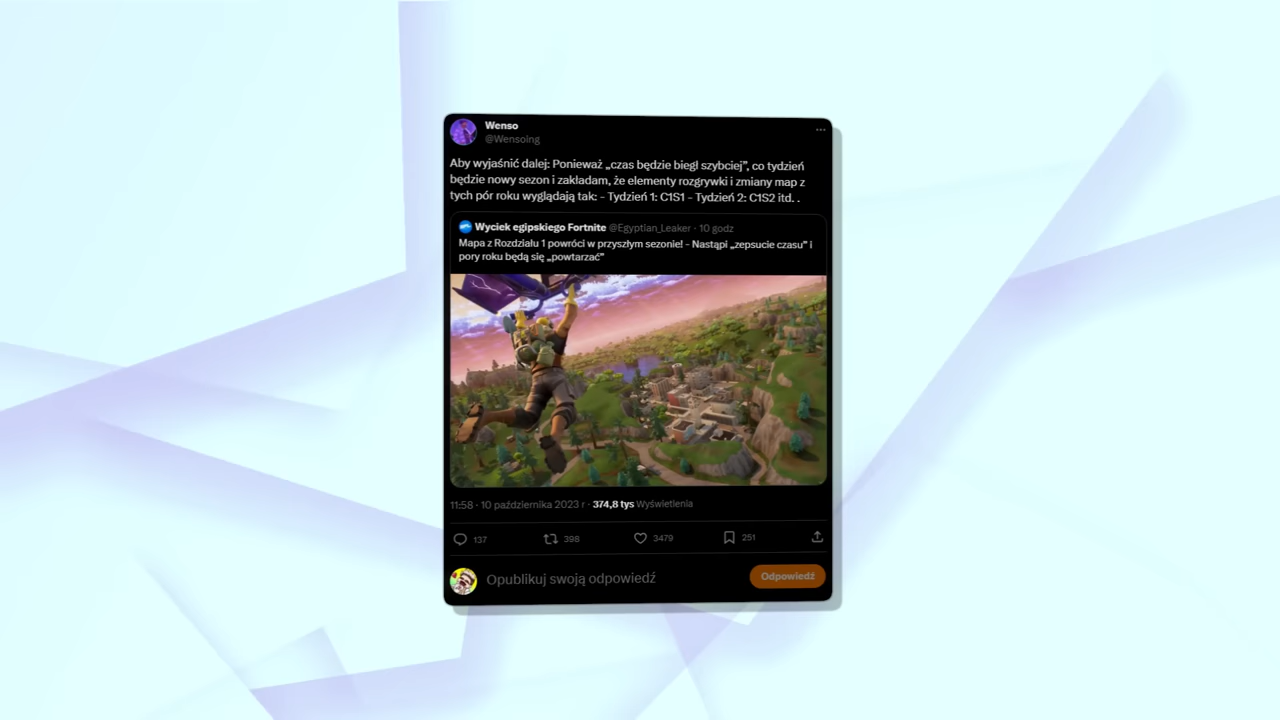 Wenso
@Wensoing
Aby wyjaśnić dalej: Ponieważ „czas będzie biegł szybciej”, co tydzień
będzie nowy sezon i zakładam, że elementy rozgrywki i zmiany map z
tych pór roku wyglądają tak: - Tydzień 1: C1S1 - Tydzień 2: C1S2 itd. .
Wyciek egipskiego Fortnite @Egyptian_Leaker · 10 godz
Mapa z Rozdziału 1 powróci w przyszłym sezonie! - Nastąpi „zepsucie czasu” i
pory roku będą się „powtarzać”
11:58 · 10 października 2023 r · 374,8 tys Wyświetlenia
137 398 3479 251
Opublikuj swoją odpowiedź Odpowiedź